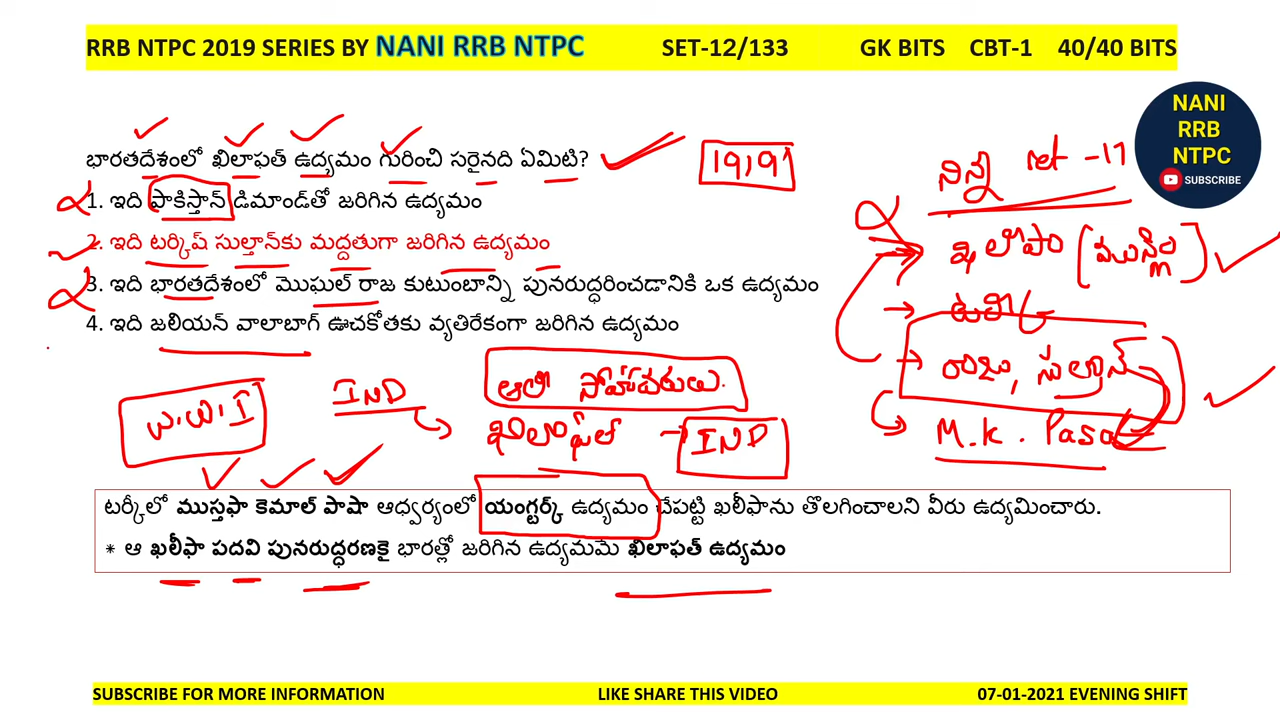 RRB NTPC 2019 SERIES BY NANI RRB NTPC SET-12/133 GK BITS CBT-1 40/40 BITS
NANI
RRB
NTPC
SUBSCRIBE
భారతదేశంలో ఖిలాఫత్ ఉద్యమం గురించి సరైనది ఏమిటి?
1919
నిన్న set -11
1. ఇది పాకిస్తాన్ డిమాండ్‌తో జరిగిన ఉద్యమం
2. ఇది టర్కిష్ సుల్తాన్‌కు మద్దతుగా జరిగిన ఉద్యమం
3. ఇది భారతదేశంలో మొఘల్ రాజ కుటుంబాన్ని పునరుద్ధరించడానికి ఒక ఉద్యమం
4. ఇది జలియన్ వాలాబాగ్ ఊచకోతకు వ్యతిరేకంగా జరిగిన ఉద్యమం
(ముస్లిం)
రాజు, సుల్తాన్
M.K. Pasa
W.W.I
IND
ఆలీ సోహదరులు
ఖిలాఫత్ → IND
టర్కీలో ముస్తఫా కెమాల్ పాషా ఆధ్వర్యంలో యంగ్టర్క్ ఉద్యమం చేపట్టి ఖలీఫాను తొలగించాలని వీరు ఉద్యమించారు.
* ఆ ఖలీఫా పదవి పునరుద్ధరణకై భారత్లో జరిగిన ఉద్యమమే ఖిలాఫత్ ఉద్యమం
SUBSCRIBE FOR MORE INFORMATION LIKE SHARE THIS VIDEO 07-01-2021 EVENING SHIFT